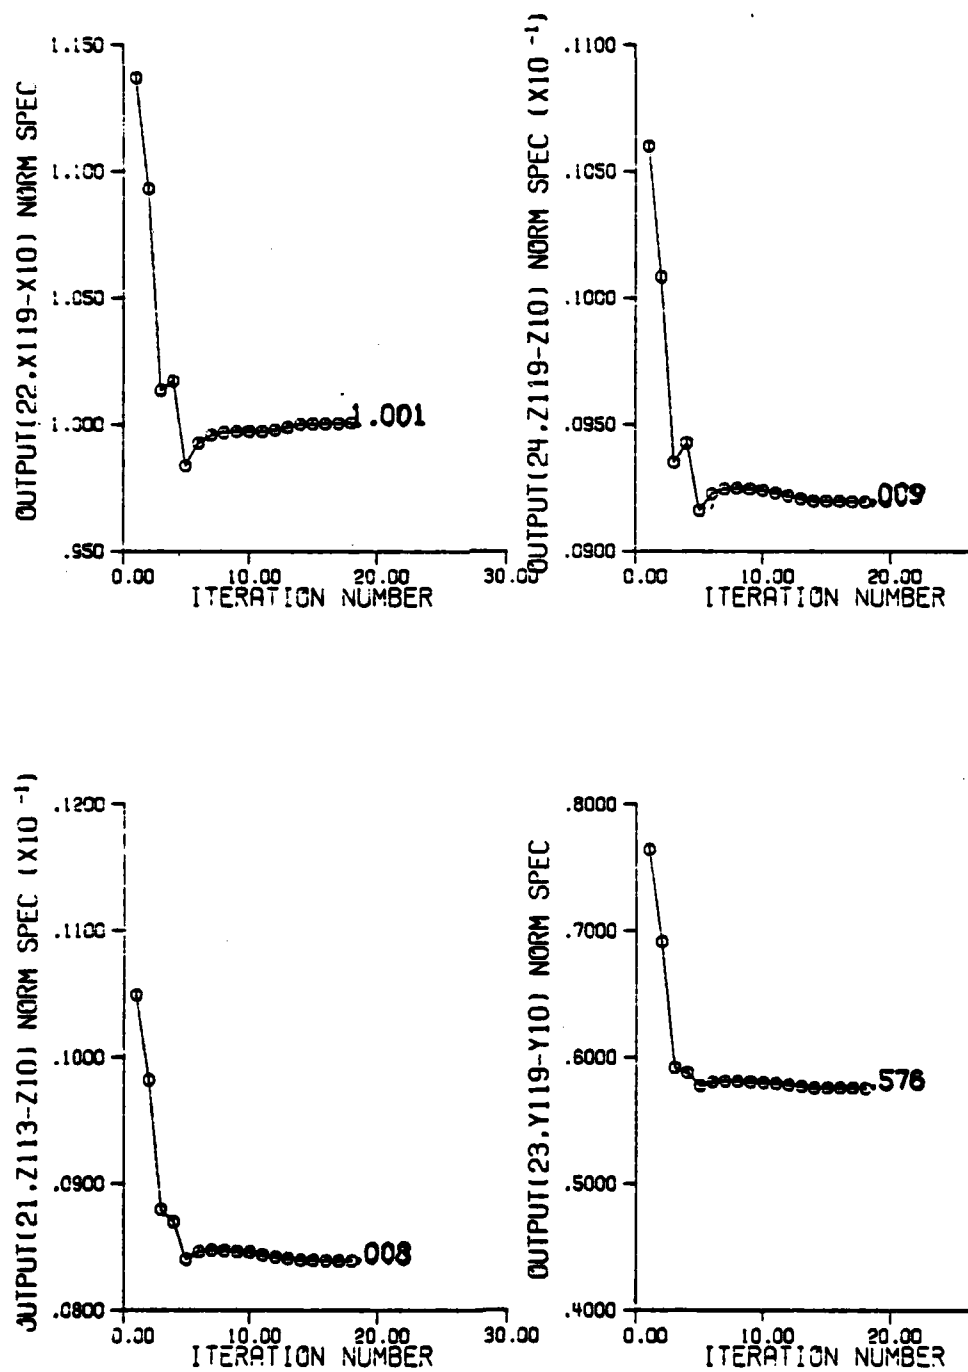 OUTPUT(22,X119-X10) NORM SPEC
1.150
1.100
1.050
1.000
.950
1.001
0.00 10.00 20.00 30.00
ITERATION NUMBER
OUTPUT(24,Z119-Z10) NORM SPEC (X10 -1)
.1100
.1050
.1000
.0950
.0900
.009
0.00 10.00 20.00
ITERATION NUMBER
OUTPUT(21,Z113-Z10) NORM SPEC (X10 -1)
.1200
.1100
.1000
.0900
.0800
.008
0.00 10.00 20.00 30.00
ITERATION NUMBER
OUTPUT(23,Y119-Y10) NORM SPEC
.8000
.7000
.6000
.5000
.4000
.576
0.00 10.00 20.00
ITERATION NUMBER